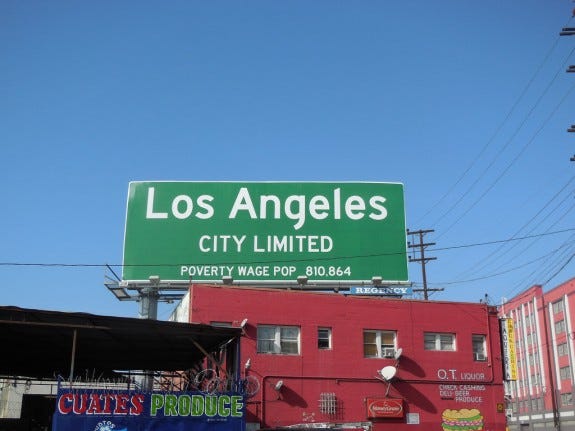 Los Angeles
CITY LIMITED
POVERTY WAGE POP 810,864
REGENCY
O.T. LIQUOR
CHECK CASHING
DELI-BEER
PRODUCE
CUATES PRODUCE